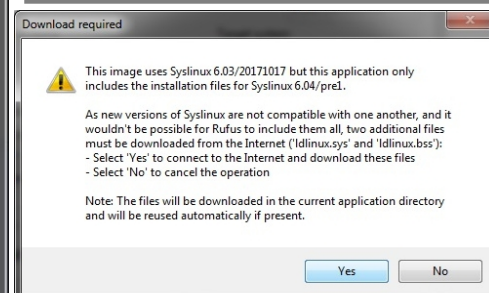 Download required
This image uses Syslinux 6.03/20171017 but this application only
includes the installation files for Syslinux 6.04/pre1.
As new versions of Syslinux are not compatible with one another, and it
wouldn't be possible for Rufus to include them all, two additional files
must be downloaded from the Internet ('ldlinux.sys' and 'ldlinux.bss'):
- Select 'Yes' to connect to the Internet and download these files
- Select 'No' to cancel the operation
Note: The files will be downloaded in the current application directory
and will be reused automatically if present.
Yes
No